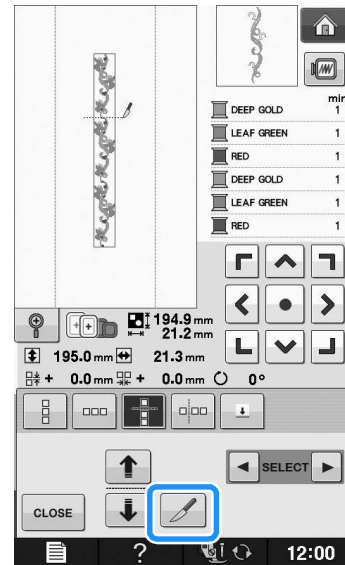 min
DEEP GOLD 1
LEAF GREEN 1
RED 1
DEEP GOLD 1
LEAF GREEN 1
RED 1
194.9 mm
21.2 mm
195.0 mm 21.3 mm
+ 0.0 mm + 0.0 mm 0°
SELECT
CLOSE
? 12:00